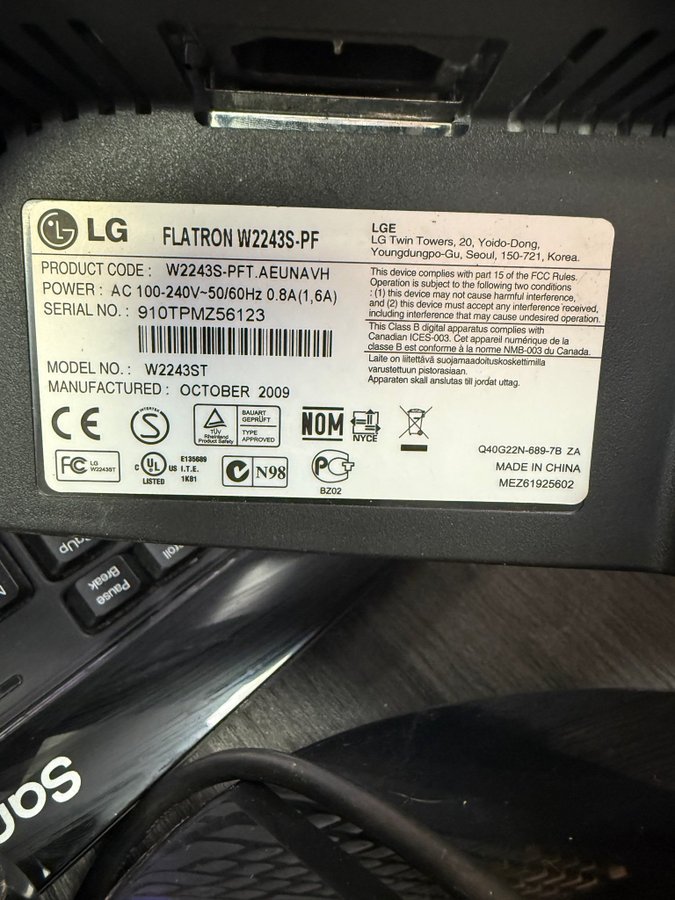 LG FLATRON W2243S-PF
PRODUCT CODE : W2243S-PFT.AEUNAVH
POWER : AC 100-240V~50/60Hz 0.8A(1,6A)
SERIAL NO. : 910TPMZ56123
MODEL NO. : W2243ST
MANUFACTURED : OCTOBER 2009
LGE
LG Twin Towers, 20, Yoido-Dong,
Youngdungpo-Gu, Seoul, 150-721, Korea.
This device complies with part 15 of the FCC Rules.
Operation is subject to the following two conditions
: (1) this device may not cause harmful interference,
and (2) this device must accept any interference received,
including interference that may cause undesired operation.
This Class B digital apparatus complies with
Canadian ICES-003. Cet appareil numérique de la
classe B est conforme à la norme NMB-003 du Canada.
Laite on liitettävä suojamaadoituskoskettimilla
varustettuun pistorasiaan.
Apparaten skall anslutas till jordat uttag.
CE
INTERTEK
S
TÜV
Rheinland
Product Safety
BAUART
GEPRÜFT
TYPE
APPROVED
NOM
NYCE
FC LG
W2243ST
C UL US
LISTED
E135689
I.T.E.
1K81
N98
PCT
BZ02
Q40G22N-689-7B ZA
MADE IN CHINA
MEZ61925602
PgUp
Pause
Break
Scroll
Sam